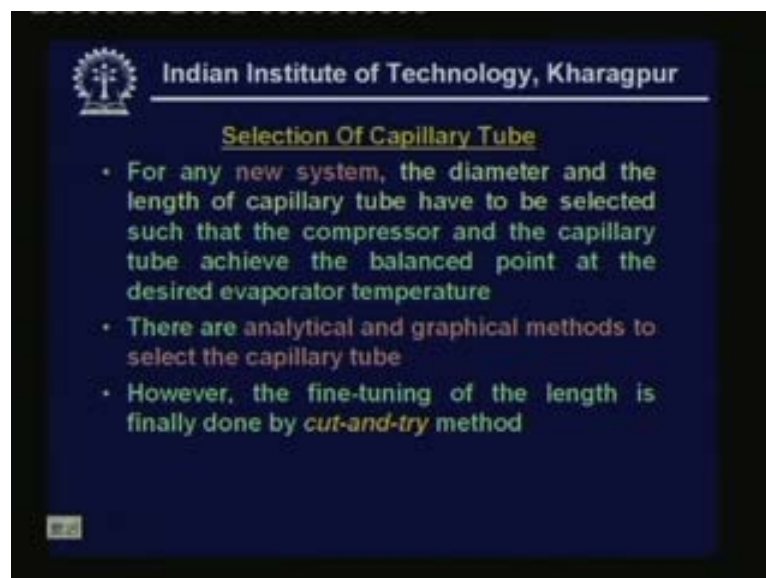 Indian Institute of Technology, Kharagpur
Selection Of Capillary Tube
• For any new system, the diameter and the
length of capillary tube have to be selected
such that the compressor and the capillary
tube achieve the balanced point at the
desired evaporator temperature
• There are analytical and graphical methods to
select the capillary tube
• However, the fine-tuning of the length is
finally done by cut-and-try method